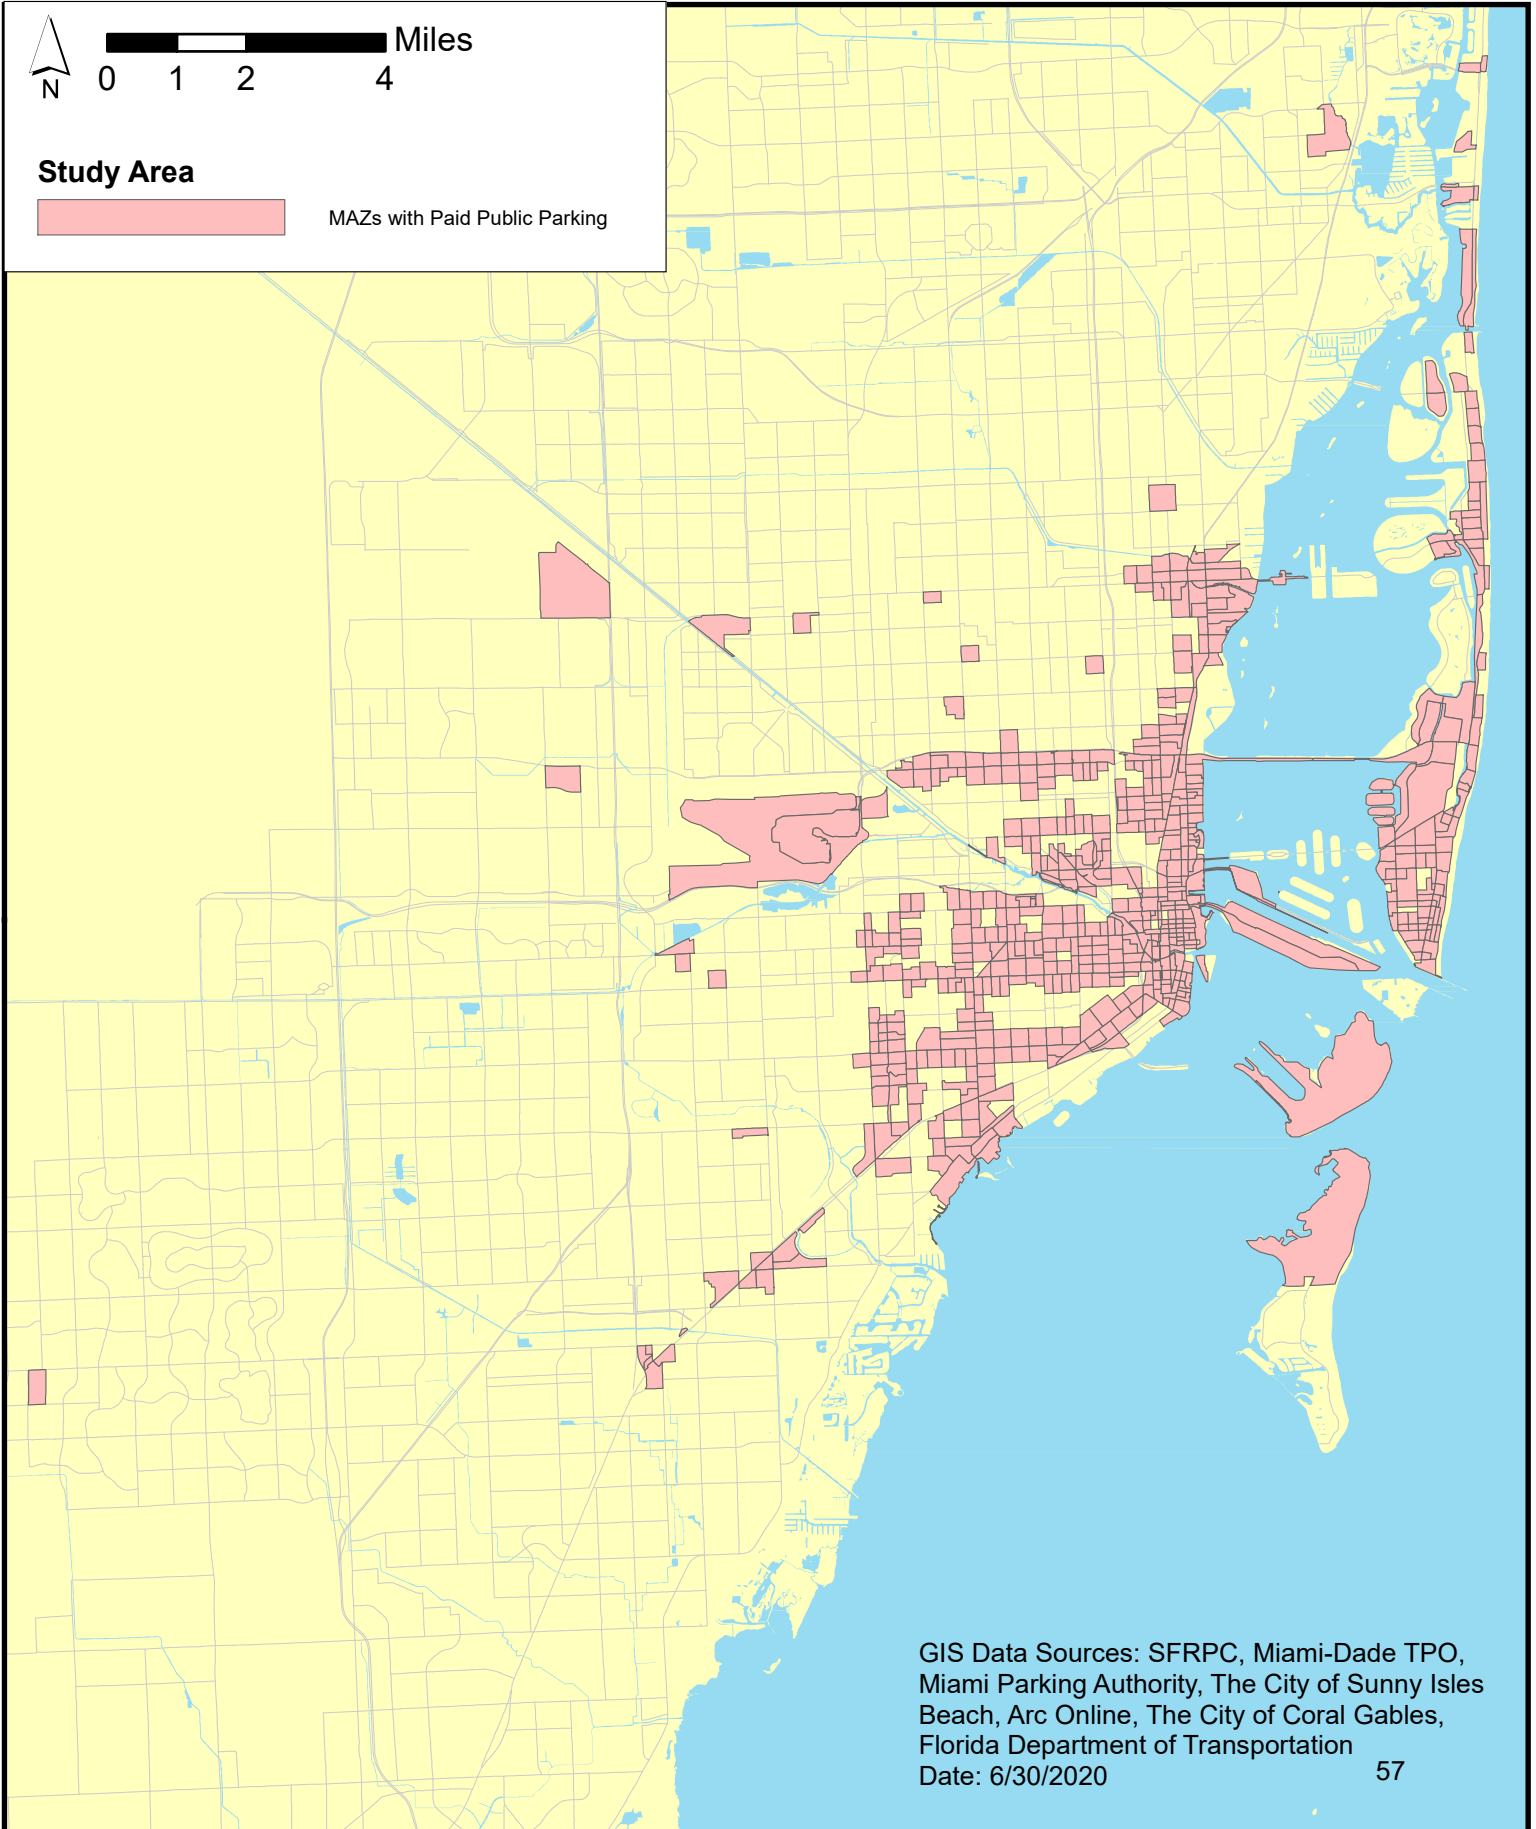 Miles
0 1 2 4
N
Study Area
MAZs with Paid Public Parking
GIS Data Sources: SFRPC, Miami-Dade TPO,
Miami Parking Authority, The City of Sunny Isles
Beach, Arc Online, The City of Coral Gables,
Florida Department of Transportation
Date: 6/30/2020
57